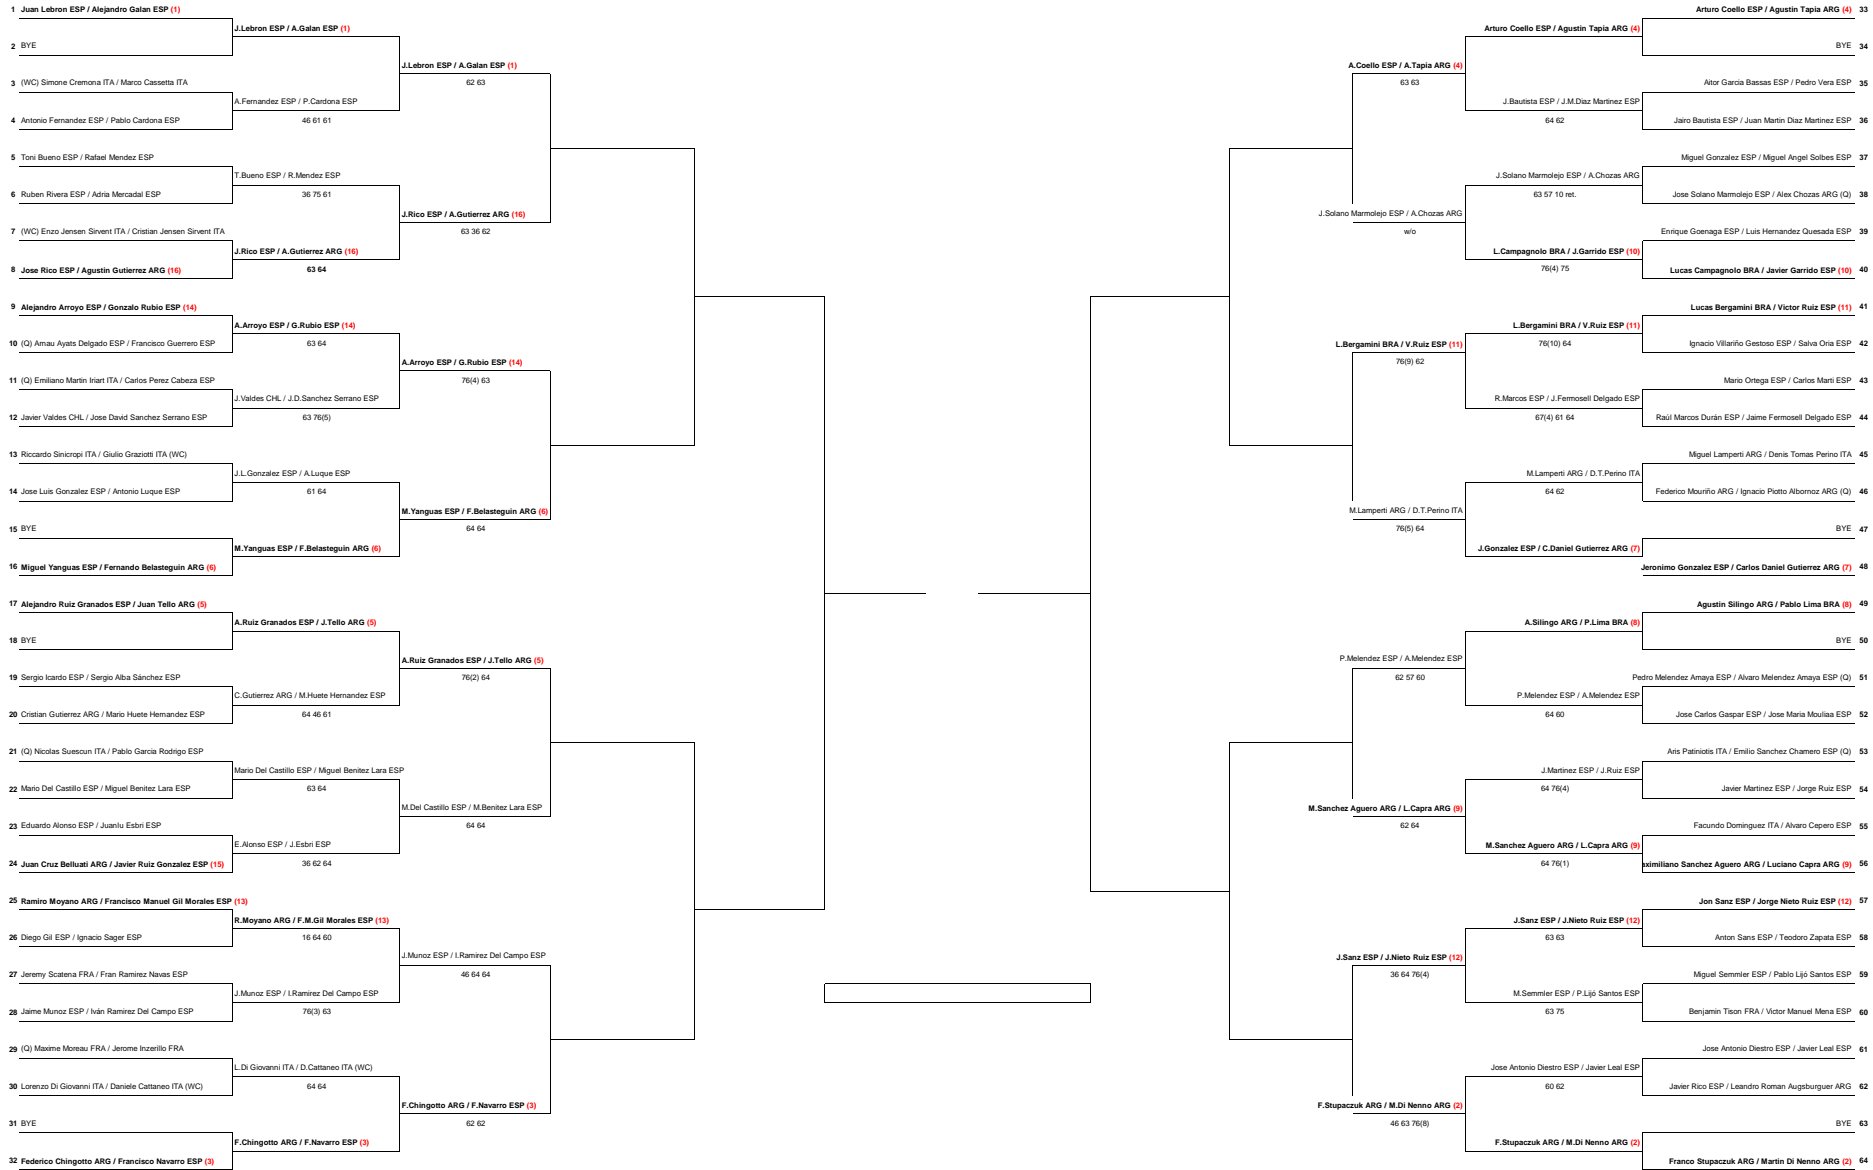 1 Juan Lebron ESP / Alejandro Galan ESP (1)
2 BYE
3 (WC) Simone Cremona ITA / Marco Cassetta ITA
4 Antonio Fernandez ESP / Pablo Cardona ESP
5 Toni Bueno ESP / Rafael Mendez ESP
6 Ruben Rivera ESP / Adria Mercadal ESP
7 (WC) Enzo Jensen Sirvent ITA / Cristian Jensen Sirvent ITA
8 Jose Rico ESP / Agustin Gutierrez ARG (16)
9 Alejandro Arroyo ESP / Gonzalo Rubio ESP (14)
10 (Q) Arnau Ayats Delgado ESP / Francisco Guerrero ESP
11 (Q) Emiliano Martin Iriart ITA / Carlos Perez Cabeza ESP
12 Javier Valdes CHL / Jose David Sanchez Serrano ESP
13 Riccardo Sinicropi ITA / Giulio Graziotti ITA (WC)
14 Jose Luis Gonzalez ESP / Antonio Luque ESP
15 BYE
16 Miguel Yanguas ESP / Fernando Belasteguin ARG (6)
17 Alejandro Ruiz Granados ESP / Juan Tello ARG (5)
18 BYE
19 Sergio Icardo ESP / Sergio Alba Sánchez ESP
20 Cristian Gutierrez ARG / Mario Huete Hernandez ESP
21 (Q) Nicolas Suescun ITA / Pablo Garcia Rodrigo ESP
22 Mario Del Castillo ESP / Miguel Benitez Lara ESP
23 Eduardo Alonso ESP / Juanlu Esbri ESP
24 Juan Cruz Belluati ARG / Javier Ruiz Gonzalez ESP (15)
25 Ramiro Moyano ARG / Francisco Manuel Gil Morales ESP (13)
26 Diego Gil ESP / Ignacio Sager ESP
27 Jeremy Scatena FRA / Fran Ramirez Navas ESP
28 Jaime Munoz ESP / Iván Ramirez Del Campo ESP
29 (Q) Maxime Moreau FRA / Jerome Inzerillo FRA
30 Lorenzo Di Giovanni ITA / Daniele Cattaneo ITA (WC)
31 BYE
32 Federico Chingotto ARG / Francisco Navarro ESP (3)
J.Lebron ESP / A.Galan ESP (1)
A.Fernandez ESP / P.Cardona ESP
46 61 61
T.Bueno ESP / R.Mendez ESP
36 75 61
J.Rico ESP / A.Gutierrez ARG (16)
63 64
A.Arroyo ESP / G.Rubio ESP (14)
63 64
J.Valdes CHL / J.D.Sanchez Serrano ESP
63 76(5)
J.L.Gonzalez ESP / A.Luque ESP
61 64
M.Yanguas ESP / F.Belasteguin ARG (6)
A.Ruiz Granados ESP / J.Tello ARG (5)
C.Gutierrez ARG / M.Huete Hernandez ESP
64 46 61
Mario Del Castillo ESP / Miguel Benitez Lara ESP
63 64
E.Alonso ESP / J.Esbri ESP
36 62 64
R.Moyano ARG / F.M.Gil Morales ESP (13)
16 64 60
J.Munoz ESP / I.Ramirez Del Campo ESP
76(3) 63
L.Di Giovanni ITA / D.Cattaneo ITA (WC)
64 64
F.Chingotto ARG / F.Navarro ESP (3)
J.Lebron ESP / A.Galan ESP (1)
62 63
J.Rico ESP / A.Gutierrez ARG (16)
63 36 62
A.Arroyo ESP / G.Rubio ESP (14)
76(4) 63
M.Yanguas ESP / F.Belasteguin ARG (6)
64 64
A.Ruiz Granados ESP / J.Tello ARG (5)
76(2) 64
M.Del Castillo ESP / M.Benitez Lara ESP
64 64
J.Munoz ESP / I.Ramirez Del Campo ESP
46 64 64
F.Chingotto ARG / F.Navarro ESP (3)
62 62
A.Coello ESP / A.Tapia ARG (4)
63 63
J.Solano Marmolejo ESP / A.Chozas ARG
w/o
L.Bergamini BRA / V.Ruiz ESP (11)
76(9) 62
M.Lamperti ARG / D.T.Perino ITA
76(5) 64
P.Melendez ESP / A.Melendez ESP
62 57 60
M.Sanchez Aguero ARG / L.Capra ARG (9)
62 64
J.Sanz ESP / J.Nieto Ruiz ESP (12)
36 64 76(4)
F.Stupaczuk ARG / M.Di Nenno ARG (2)
46 63 76(8)
Arturo Coello ESP / Agustin Tapia ARG (4)
J.Bautista ESP / J.M.Diaz Martinez ESP
64 62
J.Solano Marmolejo ESP / A.Chozas ARG
63 57 10 ret.
L.Campagnolo BRA / J.Garrido ESP (10)
76(4) 75
L.Bergamini BRA / V.Ruiz ESP (11)
76(10) 64
R.Marcos ESP / J.Fermosell Delgado ESP
67(4) 61 64
M.Lamperti ARG / D.T.Perino ITA
64 62
J.Gonzalez ESP / C.Daniel Gutierrez ARG (7)
A.Silingo ARG / P.Lima BRA (8)
P.Melendez ESP / A.Melendez ESP
64 60
J.Martinez ESP / J.Ruiz ESP
64 76(4)
M.Sanchez Aguero ARG / L.Capra ARG (9)
64 76(1)
J.Sanz ESP / J.Nieto Ruiz ESP (12)
63 63
M.Semmler ESP / P.Lijó Santos ESP
63 75
Jose Antonio Diestro ESP / Javier Leal ESP
60 62
F.Stupaczuk ARG / M.Di Nenno ARG (2)
Arturo Coello ESP / Agustin Tapia ARG (4) 33
BYE 34
Aitor Garcia Bassas ESP / Pedro Vera ESP 35
Jairo Bautista ESP / Juan Martin Diaz Martinez ESP 36
Miguel Gonzalez ESP / Miguel Angel Solbes ESP 37
Jose Solano Marmolejo ESP / Alex Chozas ARG (Q) 38
Enrique Goenaga ESP / Luis Hernandez Quesada ESP 39
Lucas Campagnolo BRA / Javier Garrido ESP (10) 40
Lucas Bergamini BRA / Victor Ruiz ESP (11) 41
Ignacio Villariño Gestoso ESP / Salva Oria ESP 42
Mario Ortega ESP / Carlos Marti ESP 43
Raúl Marcos Durán ESP / Jaime Fermosell Delgado ESP 44
Miguel Lamperti ARG / Denis Tomas Perino ITA 45
Federico Mouriño ARG / Ignacio Piotto Albornoz ARG (Q) 46
BYE 47
Jeronimo Gonzalez ESP / Carlos Daniel Gutierrez ARG (7) 48
Agustin Silingo ARG / Pablo Lima BRA (8) 49
BYE 50
Pedro Melendez Amaya ESP / Alvaro Melendez Amaya ESP (Q) 51
Jose Carlos Gaspar ESP / Jose Maria Mouliaa ESP 52
Aris Patiniotis ITA / Emilio Sanchez Chamero ESP (Q) 53
Javier Martinez ESP / Jorge Ruiz ESP 54
Facundo Dominguez ITA / Alvaro Cepero ESP 55
aximiliano Sanchez Aguero ARG / Luciano Capra ARG (9) 56
Jon Sanz ESP / Jorge Nieto Ruiz ESP (12) 57
Anton Sans ESP / Teodoro Zapata ESP 58
Miguel Semmler ESP / Pablo Lijó Santos ESP 59
Benjamin Tison FRA / Victor Manuel Mena ESP 60
Jose Antonio Diestro ESP / Javier Leal ESP 61
Javier Rico ESP / Leandro Roman Augsburguer ARG 62
BYE 63
Franco Stupaczuk ARG / Martin Di Nenno ARG (2) 64